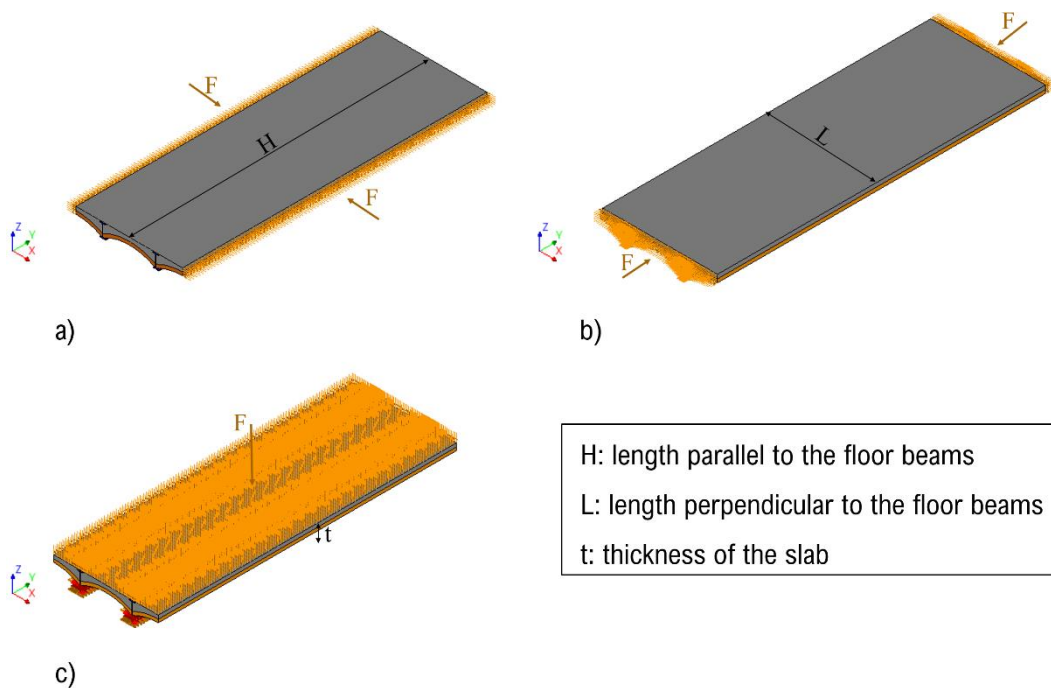 F
H
F
Z
Y
X
a)
F
L
F
Z
Y
X
b)
F
t
Z
Y
X
c)
H: length parallel to the floor beams
L: length perpendicular to the floor beams
t: thickness of the slab